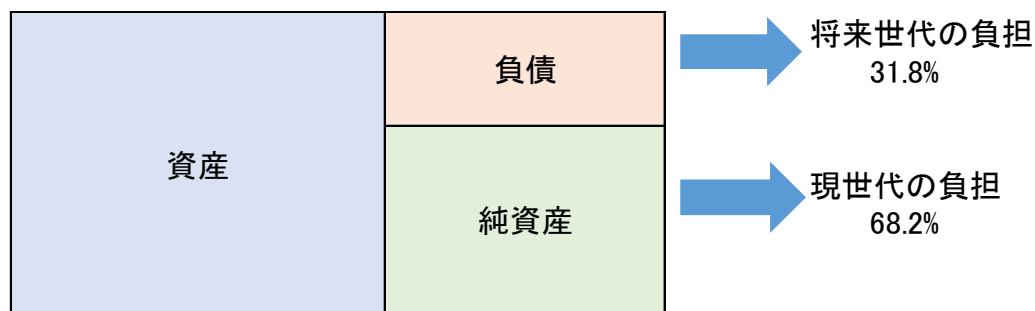 資産
負債
純資産
将来世代の負担
31.8%
現世代の負担
68.2%